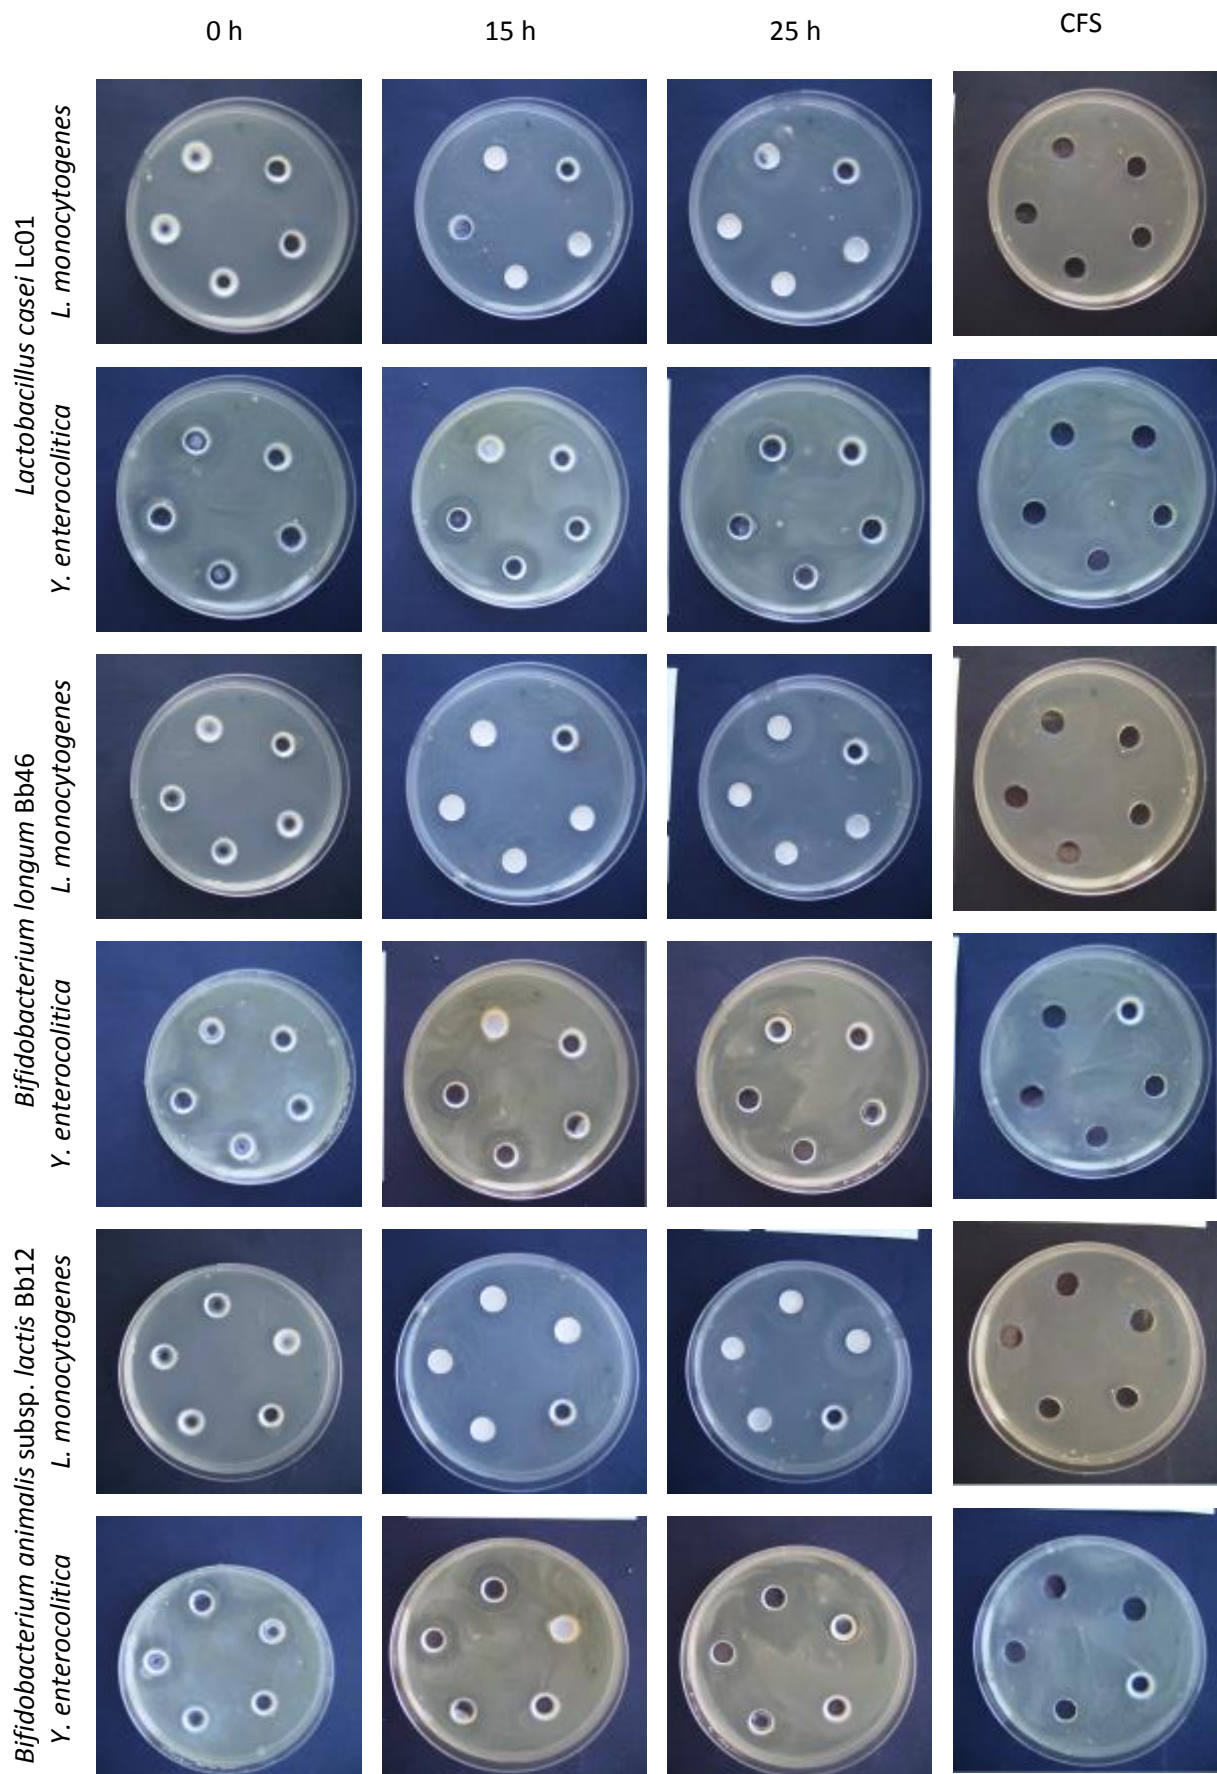 0 h
15 h
25 h
CFS
Lactobacillus casei Lc01
L. monocytogenes
Y. enterocolitica
Bifidobacterium longum Bb46
L. monocytogenes
Y. enterocolitica
Bifidobacterium animalis subsp. lactis Bb12
L. monocytogenes
Y. enterocolitica